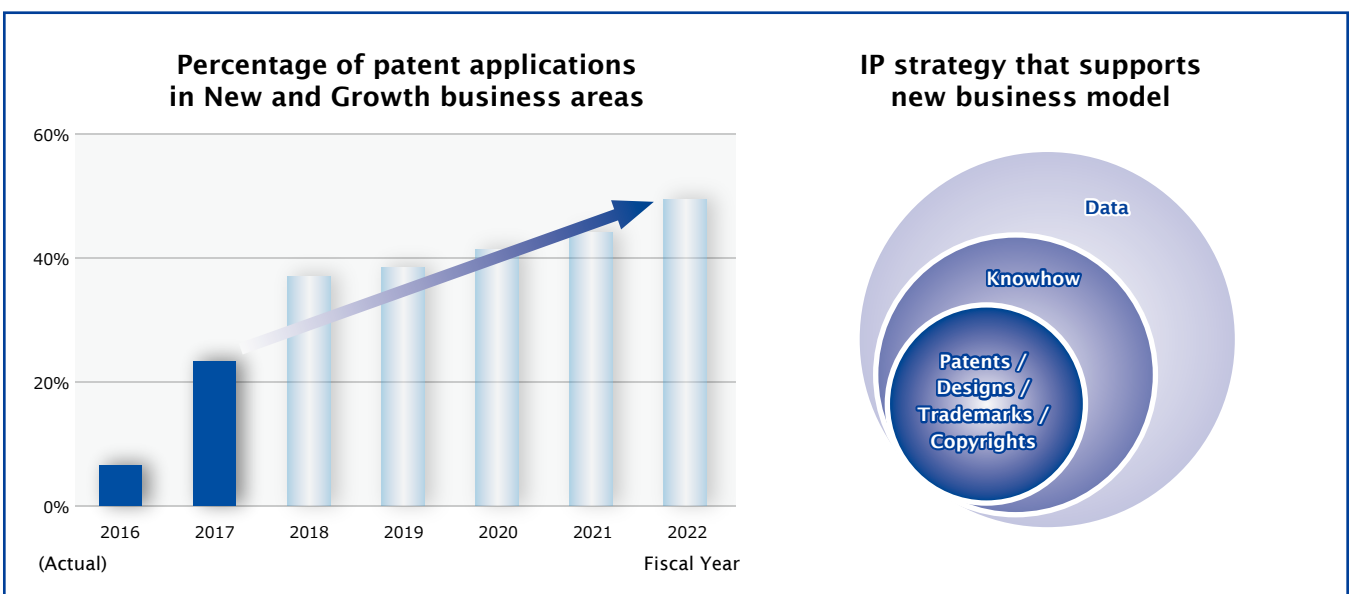 Percentage of patent applications
in New and Growth business areas
60%
40%
20%
0%
2016 2017 2018 2019 2020 2021 2022
(Actual) Fiscal Year
IP strategy that supports
new business model
Data
Knowhow
Patents /
Designs /
Trademarks /
Copyrights